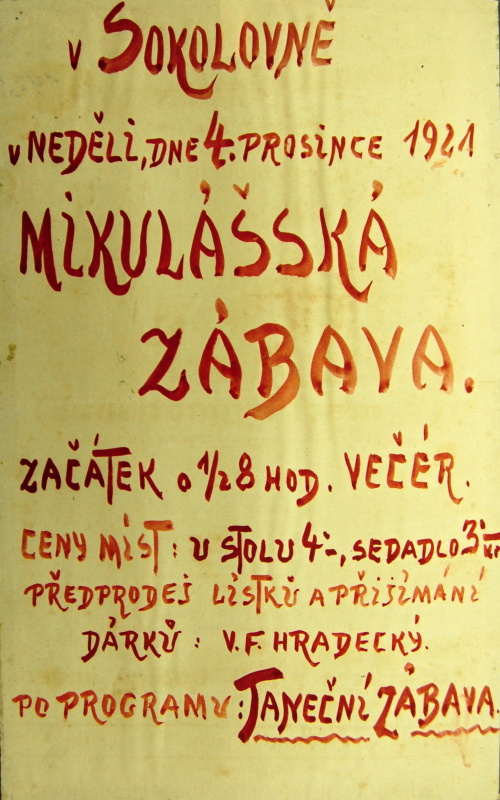 v SOKOLOVNĚ
v NEDĚLI, DNE 4. PROSINCE 1921
MIKULÁŠSKÁ
ZÁBAVA.
ZAČÁTEK o 1/2 8 HOD. VEČÉR.
CENY MÍST: U STOLU 4·-, SEDADLO 3·- Kč
PŘEDPRODEJ LÍSTKŮ A PŘIJÍMÁNÍ
DÁRKŮ: V. F. HRADECKÝ.
PO PROGRAMU: TANEČNÍ ZÁBAVA.